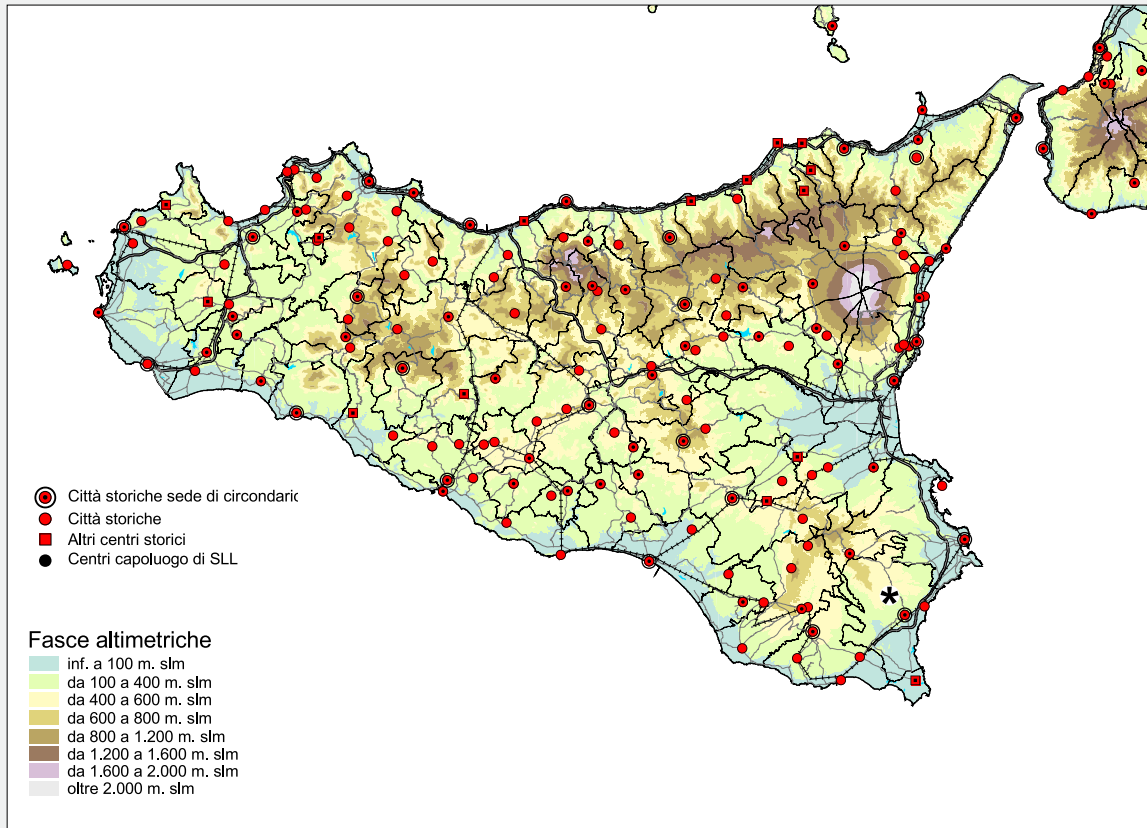 Città storiche sede di circondaric
Città storiche
Altri centri storici
Centri capoluogo di SLL
*
Fasce altimetriche
inf. a 100 m. slm
da 100 a 400 m. slm
da 400 a 600 m. slm
da 600 a 800 m. slm
da 800 a 1.200 m. slm
da 1.200 a 1.600 m. slm
da 1.600 a 2.000 m. slm
oltre 2.000 m. slm